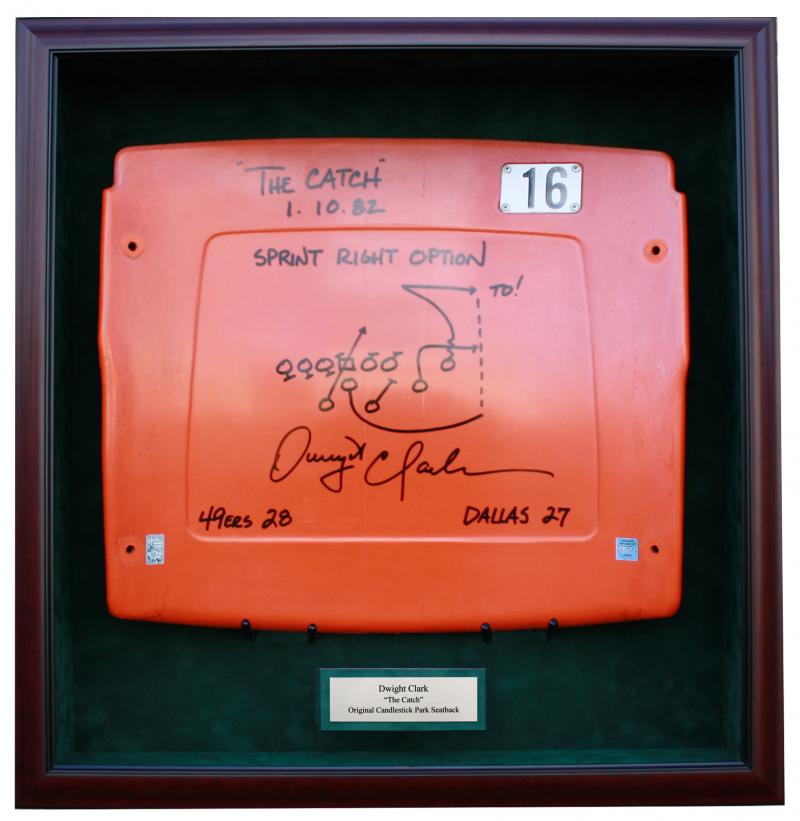 "THE CATCH"
1.10.82
16
SPRINT RIGHT OPTION
TO!
Dwight Clark
49ERS 28
DALLAS 27
Dwight Clark
"The Catch"
Original Candlestick Park Seatback